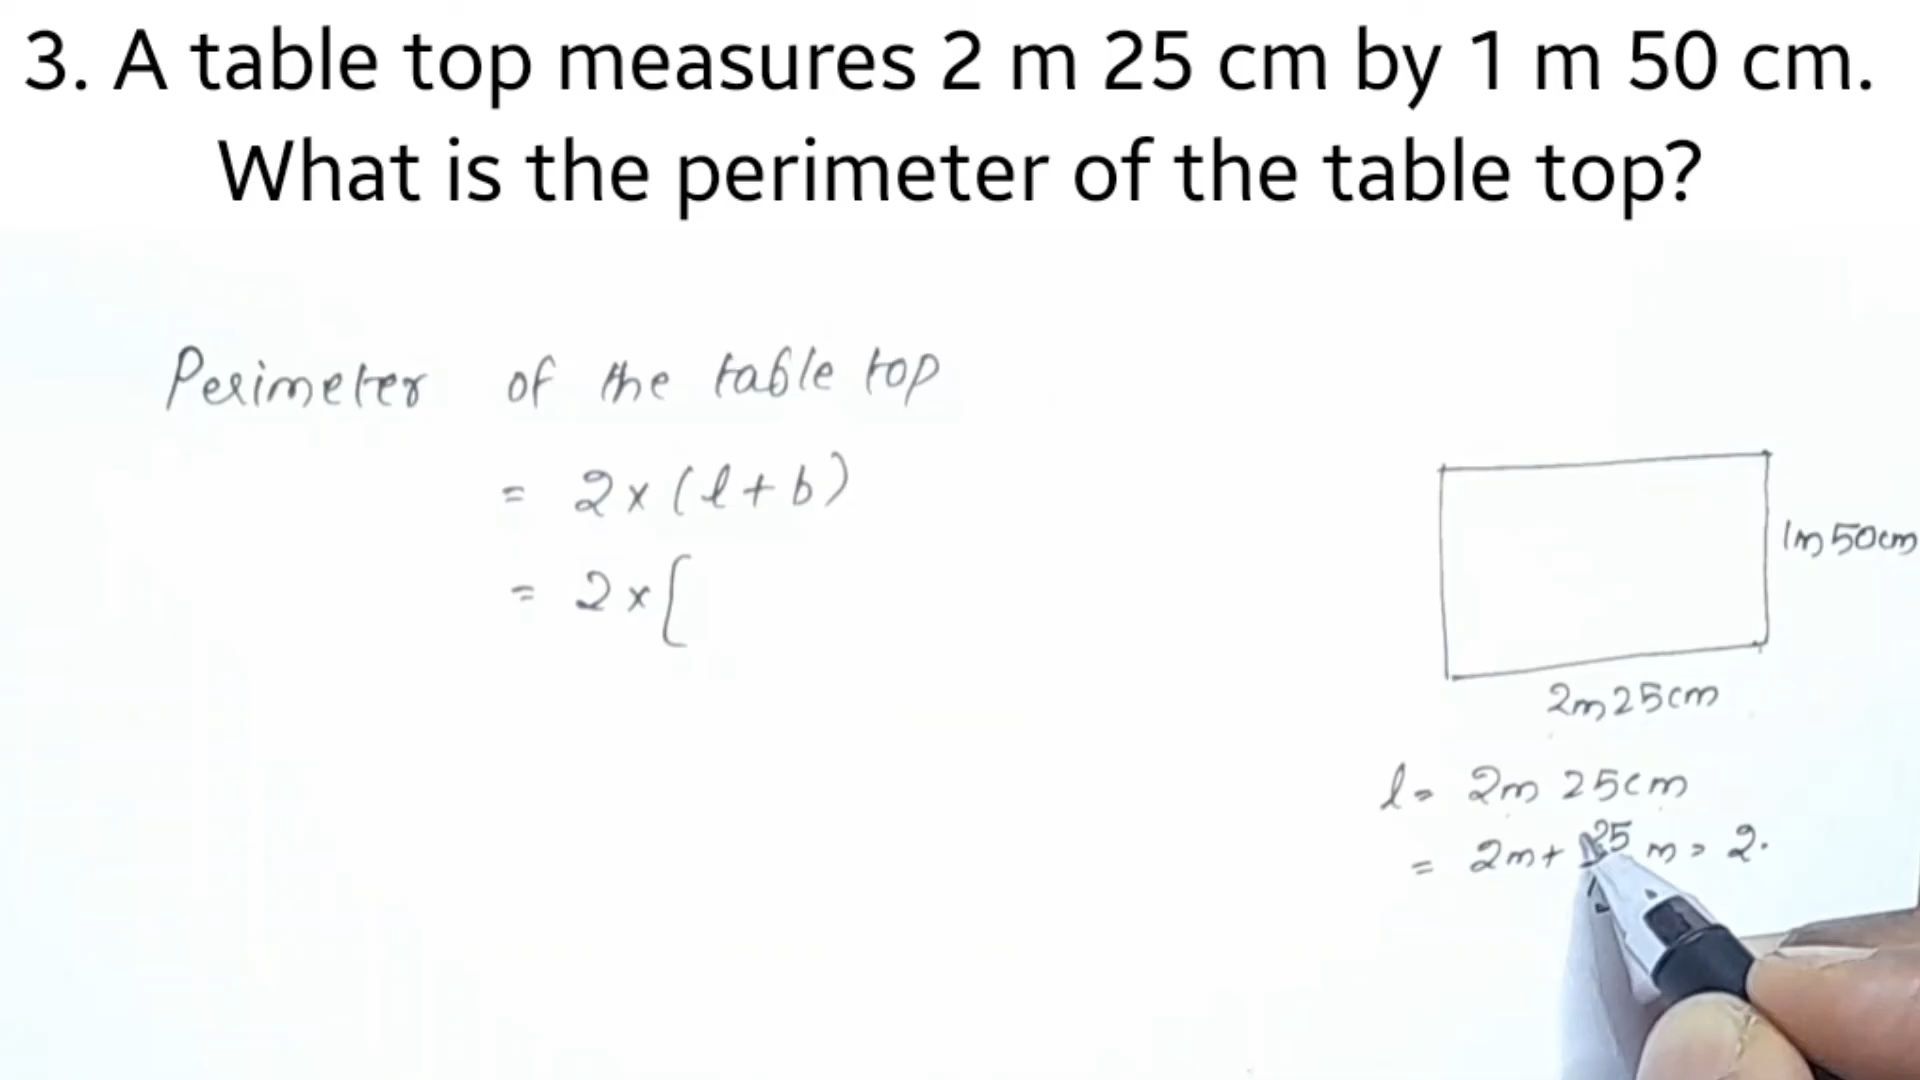 3. A table top measures 2 m 25 cm by 1 m 50 cm.
What is the perimeter of the table top?
Perimeter of the table top
= 2 × (l + b)
= 2 × [
1m 50cm
2m 25cm
l = 2m 25cm
= 2m + 25 m = 2.